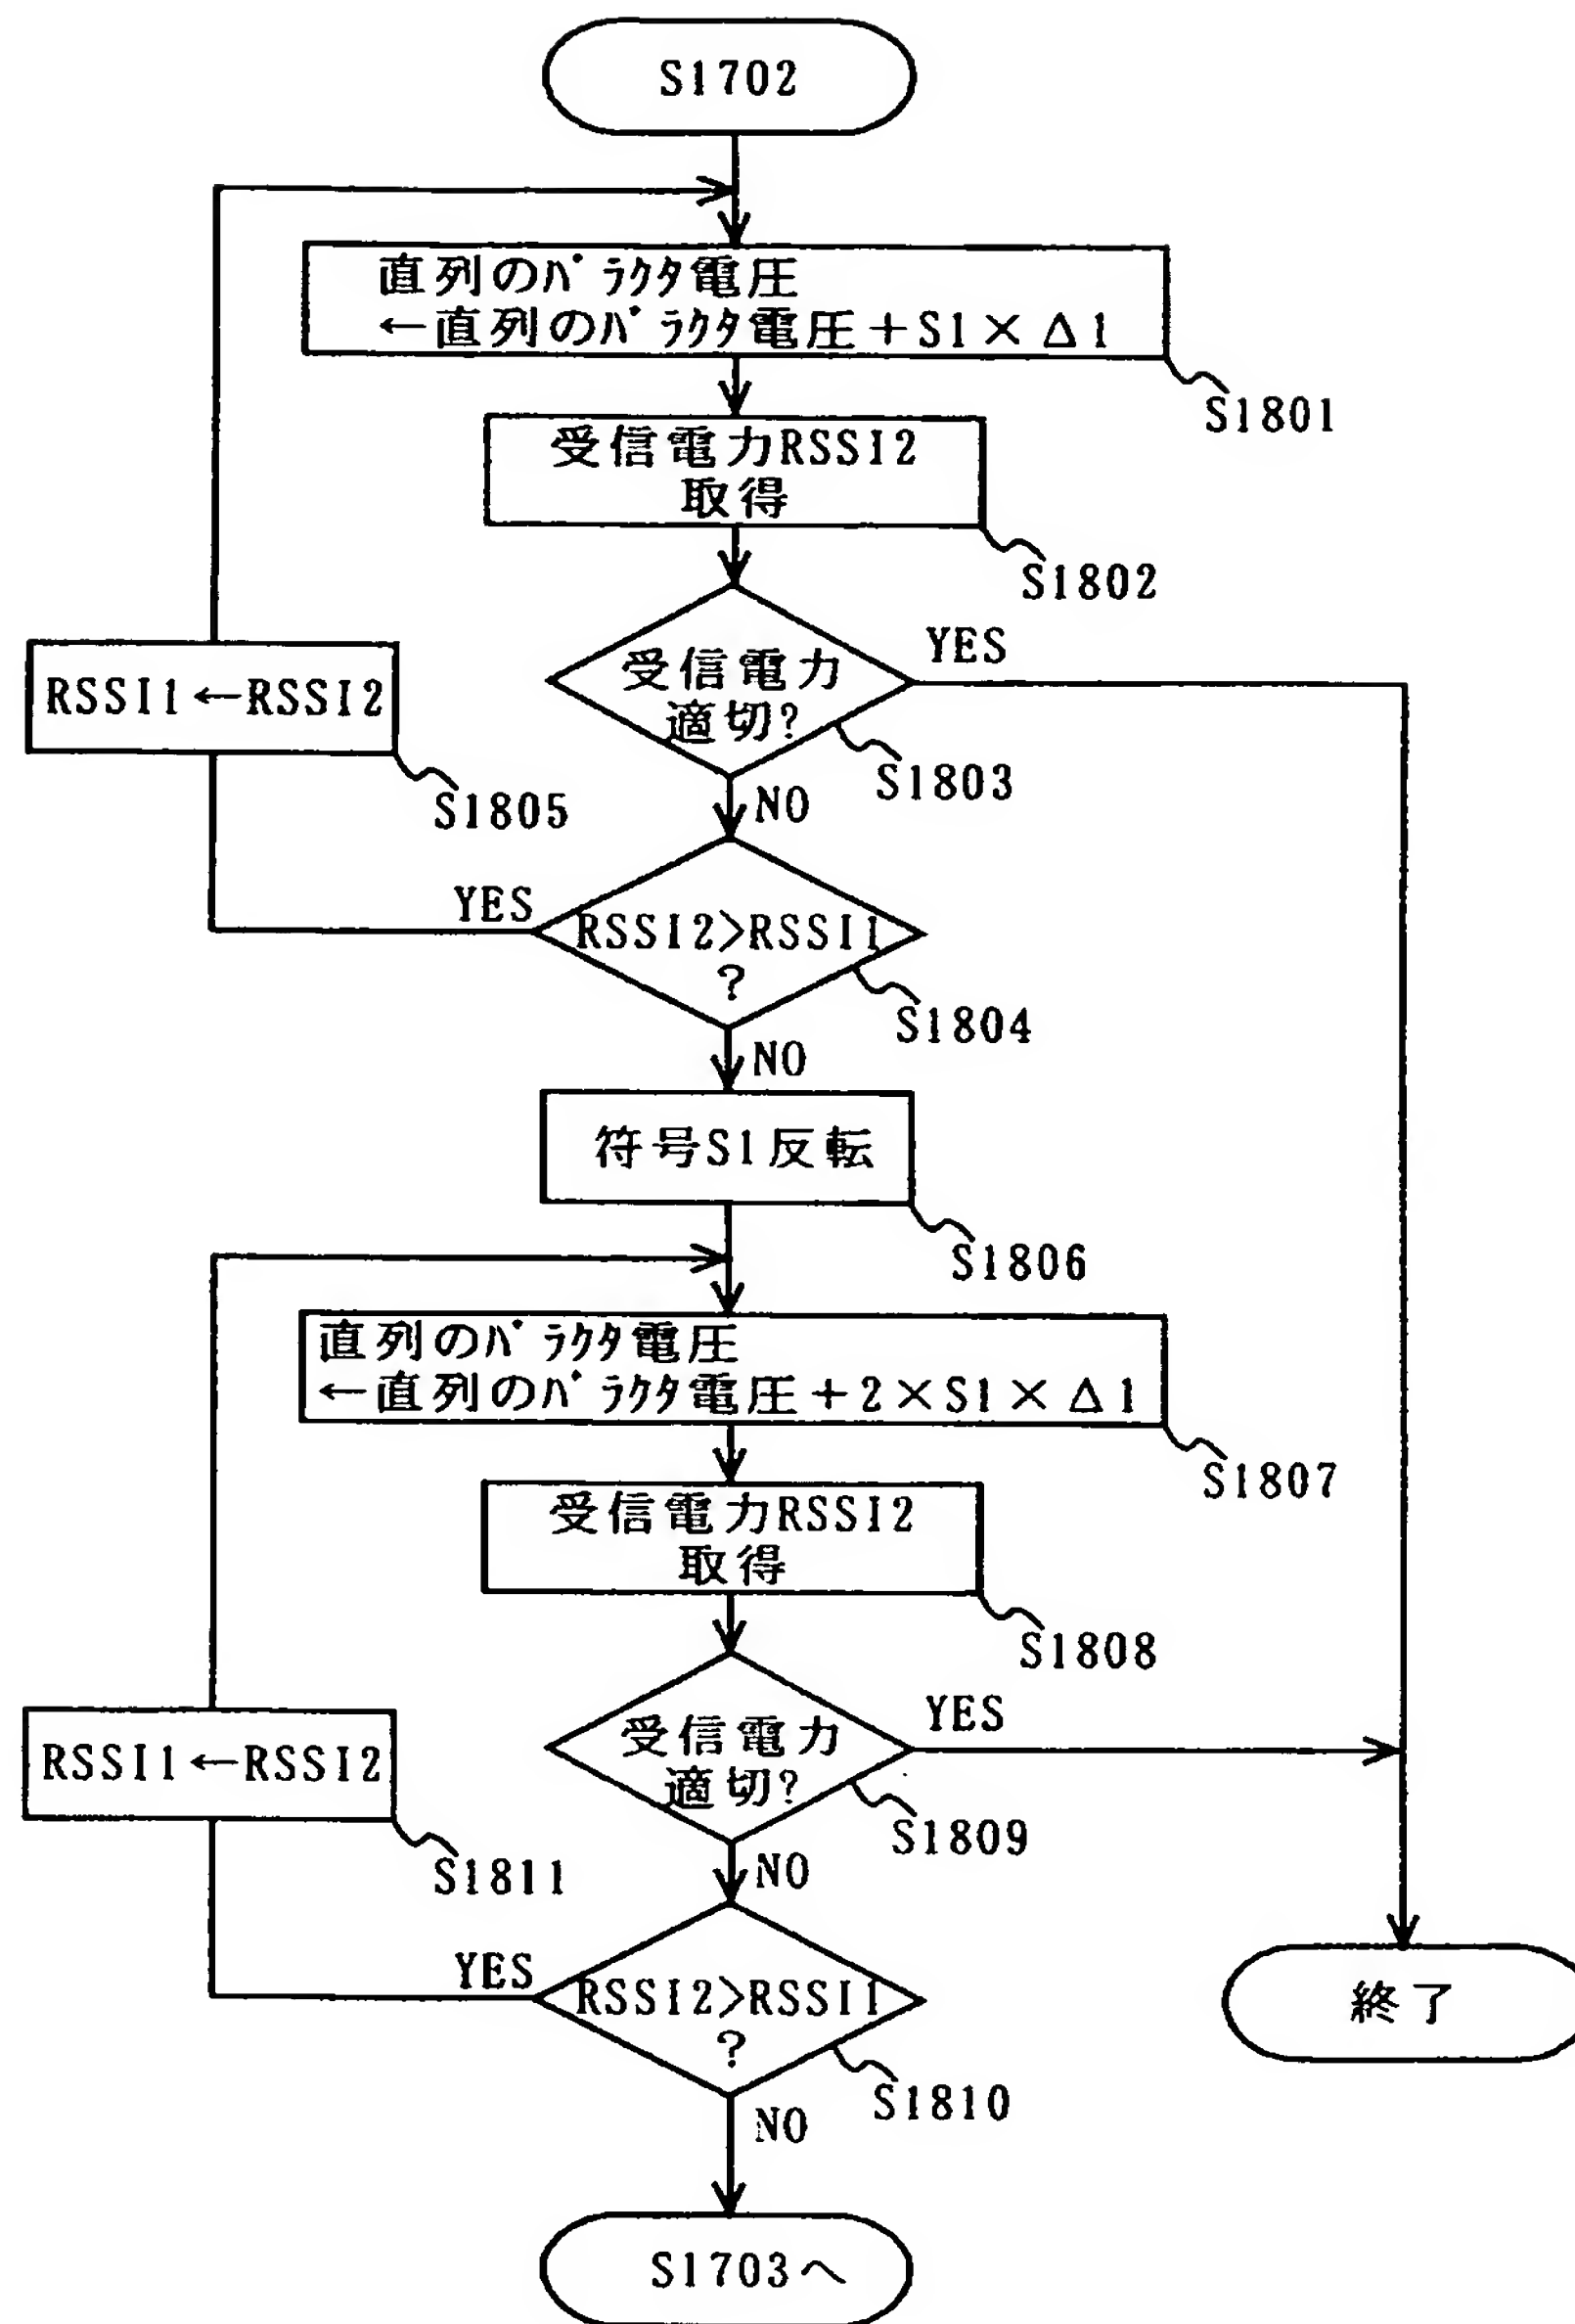 S1702
直列のﾊﾞﾗｸﾀ電圧
←直列のﾊﾞﾗｸﾀ電圧+S1×Δ1
S1801
受信電力RSSI2
取得
S1802
受信電力
適切?
YES
S1803
NO
RSSI1←RSSI2
S1805
YES
RSSI2>RSSI1
?
S1804
NO
符号S1反転
S1806
直列のﾊﾞﾗｸﾀ電圧
←直列のﾊﾞﾗｸﾀ電圧+2×S1×Δ1
S1807
受信電力RSSI2
取得
S1808
受信電力
適切?
YES
S1809
NO
RSSI1←RSSI2
S1811
YES
RSSI2>RSSI1
?
S1810
NO
終了
S1703へ